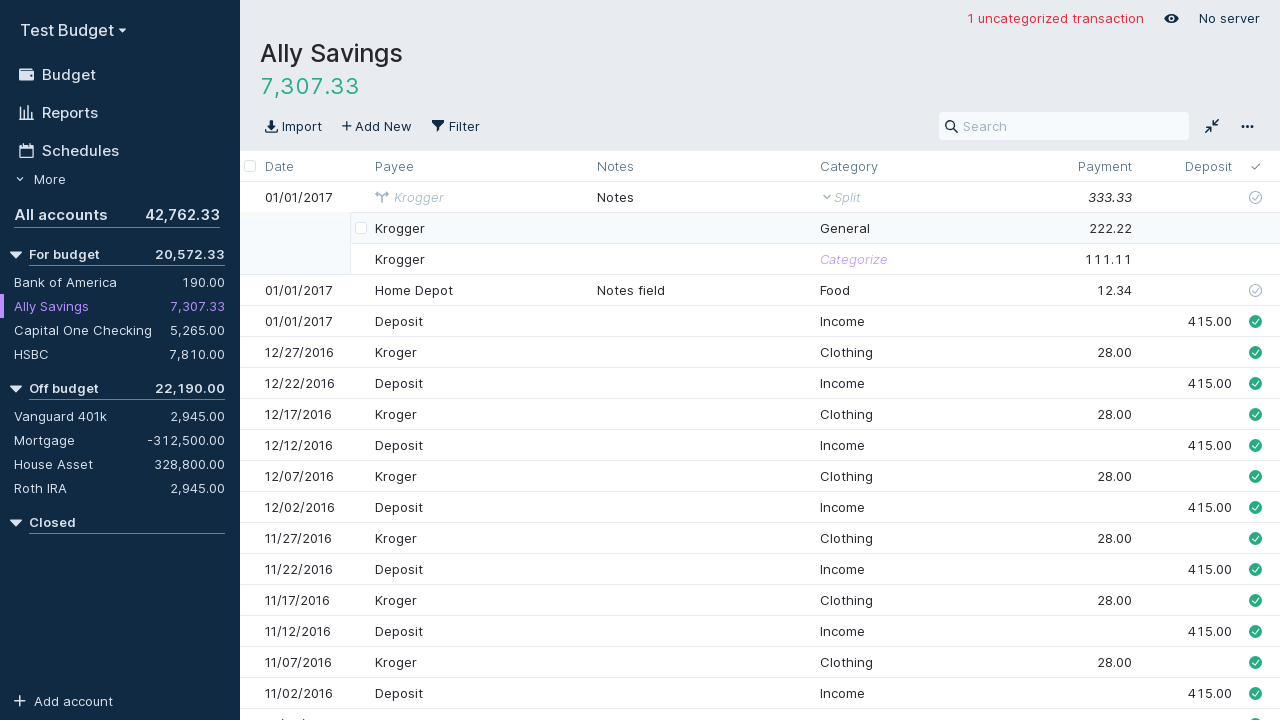 Test Budget
Budget
Reports
Schedules
More
All accounts 42,762.33
For budget 20,572.33
Bank of America 190.00
Ally Savings 7,307.33
Capital One Checking 5,265.00
HSBC 7,810.00
Off budget 22,190.00
Vanguard 401k 2,945.00
Mortgage -312,500.00
House Asset 328,800.00
Roth IRA 2,945.00
Closed
Add account
1 uncategorized transaction No server
Ally Savings
7,307.33
Import Add New Filter Search
Date Payee Notes Category Payment Deposit
01/01/2017 Krogger Notes Split 333.33
Krogger General 222.22
Krogger Categorize 111.11
01/01/2017 Home Depot Notes field Food 12.34
01/01/2017 Deposit Income 415.00
12/27/2016 Kroger Clothing 28.00
12/22/2016 Deposit Income 415.00
12/17/2016 Kroger Clothing 28.00
12/12/2016 Deposit Income 415.00
12/07/2016 Kroger Clothing 28.00
12/02/2016 Deposit Income 415.00
11/27/2016 Kroger Clothing 28.00
11/22/2016 Deposit Income 415.00
11/17/2016 Kroger Clothing 28.00
11/12/2016 Deposit Income 415.00
11/07/2016 Kroger Clothing 28.00
11/02/2016 Deposit Income 415.00